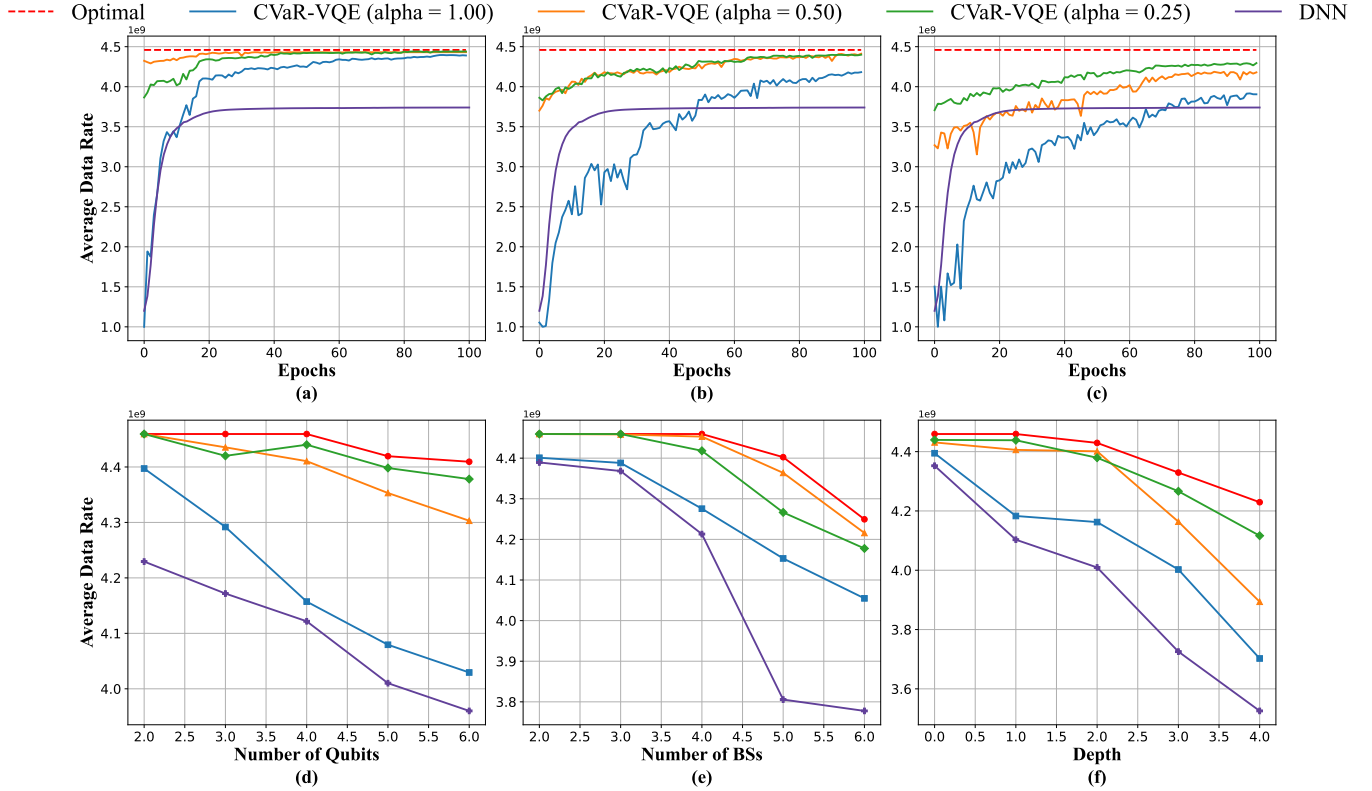 Optimal CVaR-VQE (alpha = 1.00) CVaR-VQE (alpha = 0.50) CVaR-VQE (alpha = 0.25) DNN
1e9 1e9 1e9
Average Data Rate
4.5 4.5 4.5
4.0 4.0 4.0
3.5 3.5 3.5
3.0 3.0 3.0
2.5 2.5 2.5
2.0 2.0 2.0
1.5 1.5 1.5
1.0 1.0 1.0
0 20 40 60 80 100 0 20 40 60 80 100 0 20 40 60 80 100
Epochs Epochs Epochs
(a) (b) (c)
1e9 1e9 1e9
Average Data Rate
4.4
4.3
4.2
4.1
4.0
2.0 2.5 3.0 3.5 4.0 4.5 5.0 5.5 6.0
Number of Qubits
(d)
4.4
4.3
4.2
4.1
4.0
3.9
3.8
2.0 2.5 3.0 3.5 4.0 4.5 5.0 5.5 6.0
Number of BSs
(e)
4.4
4.2
4.0
3.8
3.6
0.0 0.5 1.0 1.5 2.0 2.5 3.0 3.5 4.0
Depth
(f)